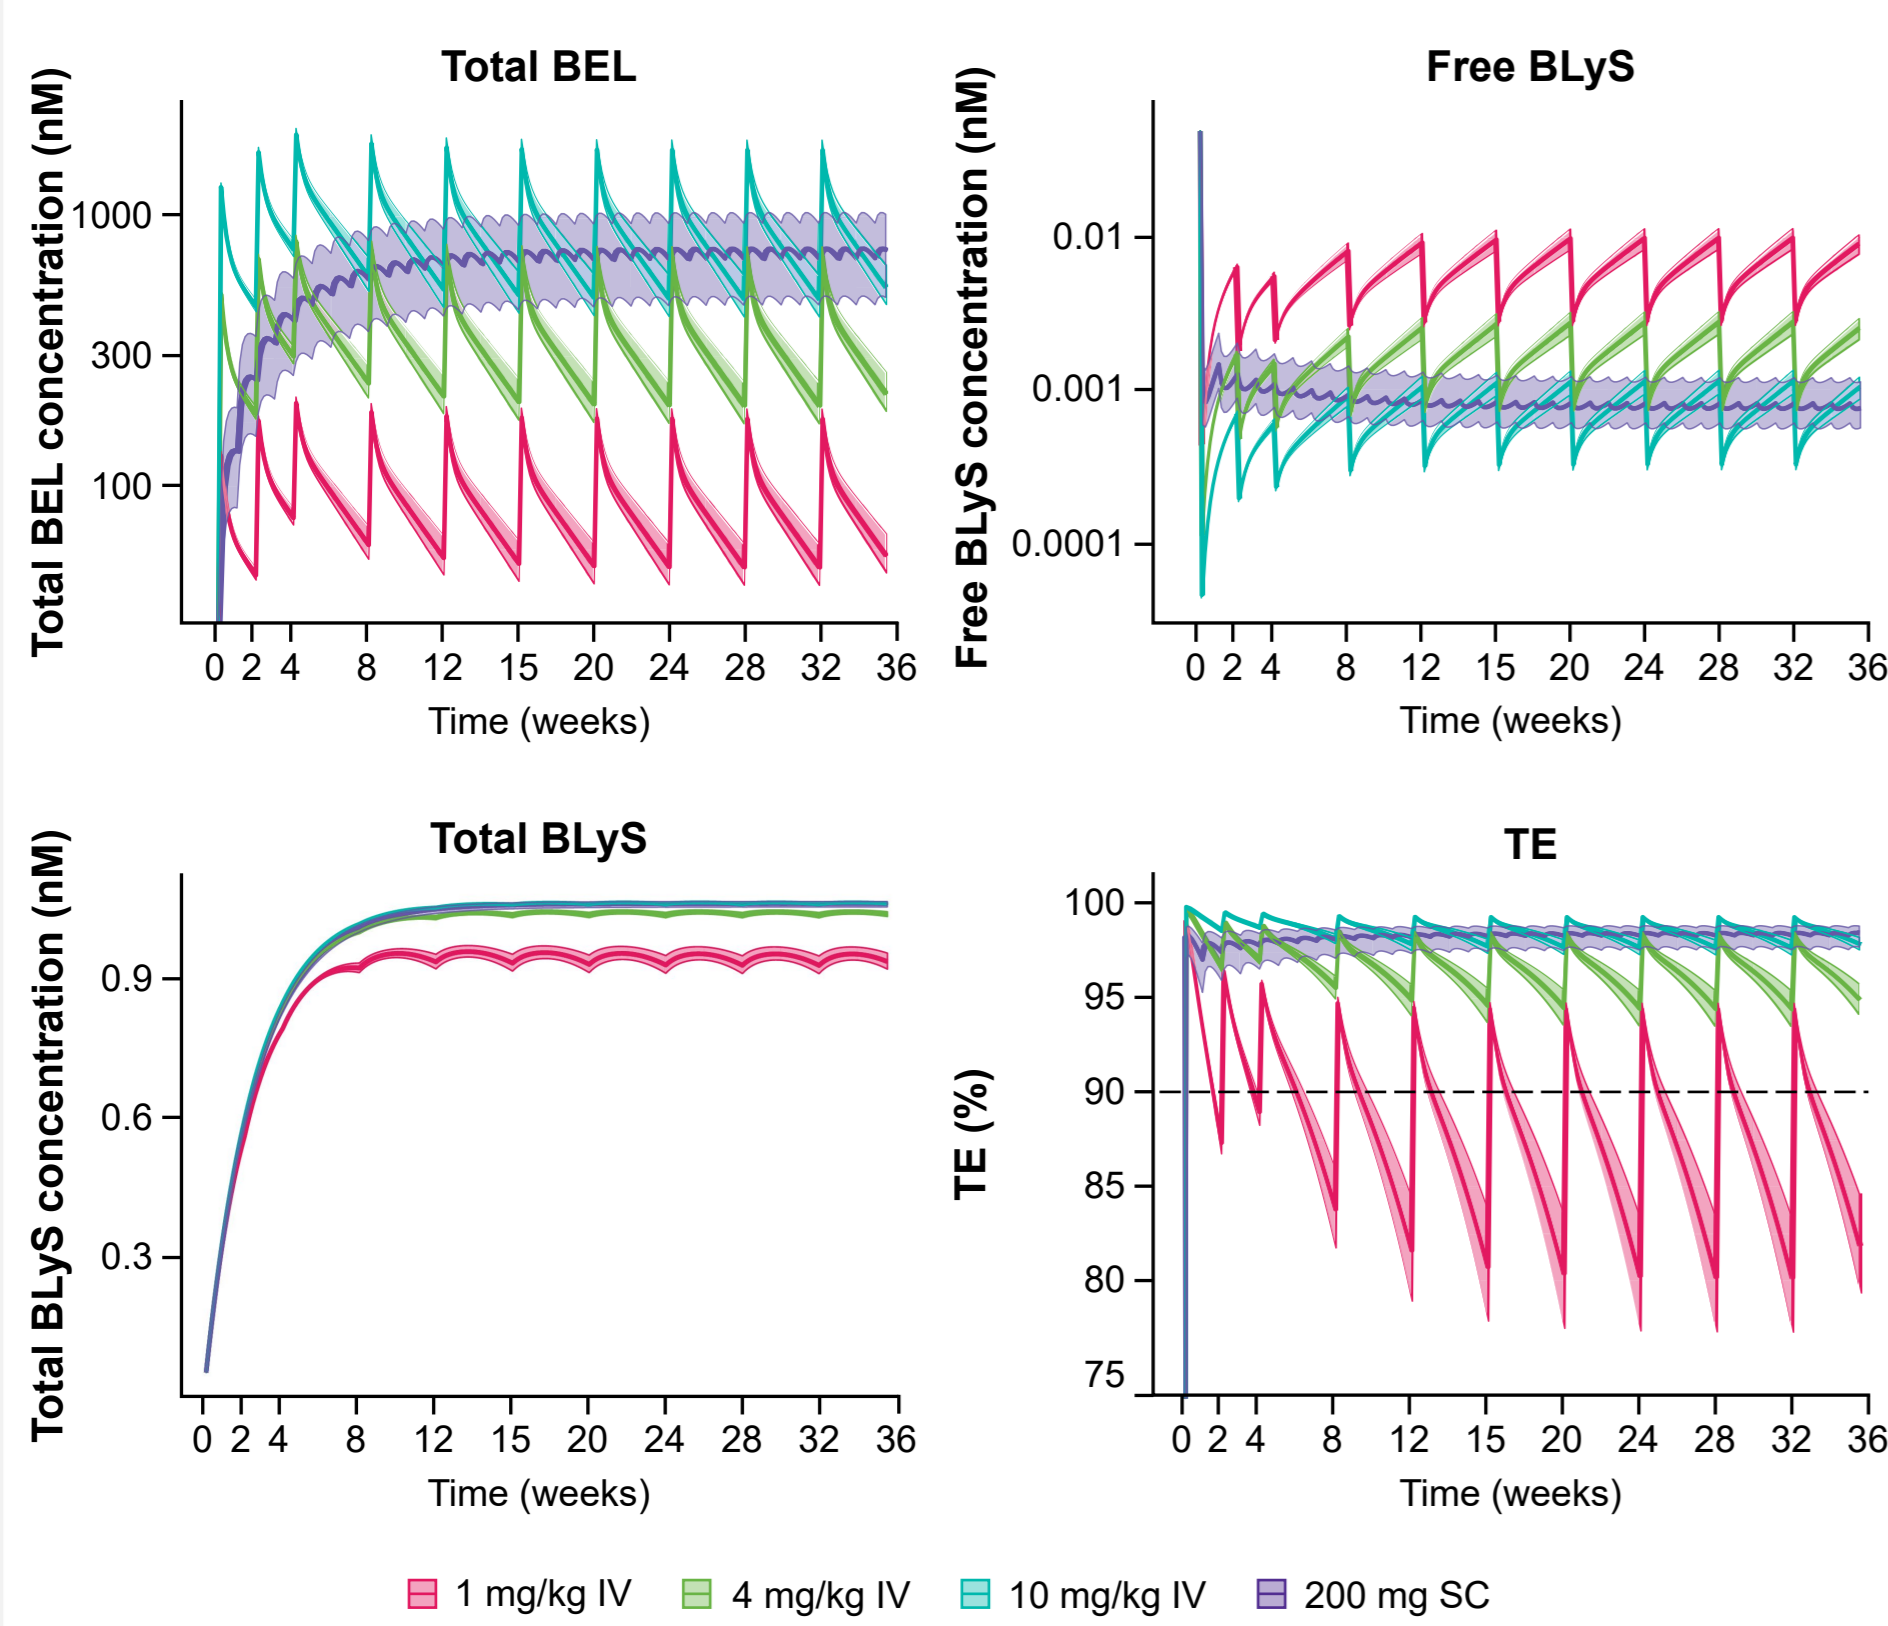 Total BEL
Total BEL concentration (nM)
1000
300
100
0 2 4 8 12 15 20 24 28 32 36
Time (weeks)
Free BLyS
Free BLyS concentration (nM)
0.01
0.001
0.0001
0 2 4 8 12 15 20 24 28 32 36
Time (weeks)
Total BLyS
Total BLyS concentration (nM)
0.9
0.6
0.3
0 2 4 8 12 15 20 24 28 32 36
Time (weeks)
TE
TE (%)
100
95
90
85
80
75
0 2 4 8 12 15 20 24 28 32 36
Time (weeks)
1 mg/kg IV 4 mg/kg IV 10 mg/kg IV 200 mg SC